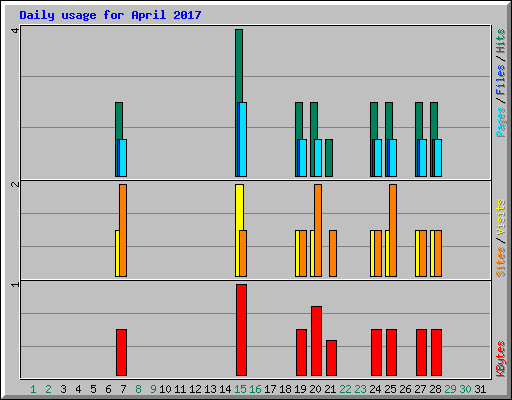 Daily usage for April 2017
4
2
1
Pages / Files / Hits
Sites / Visits
KBytes
1 2 3 4 5 6 7 8 9 10 11 12 13 14 15 16 17 18 19 20 21 22 23 24 25 26 27 28 29 30 31